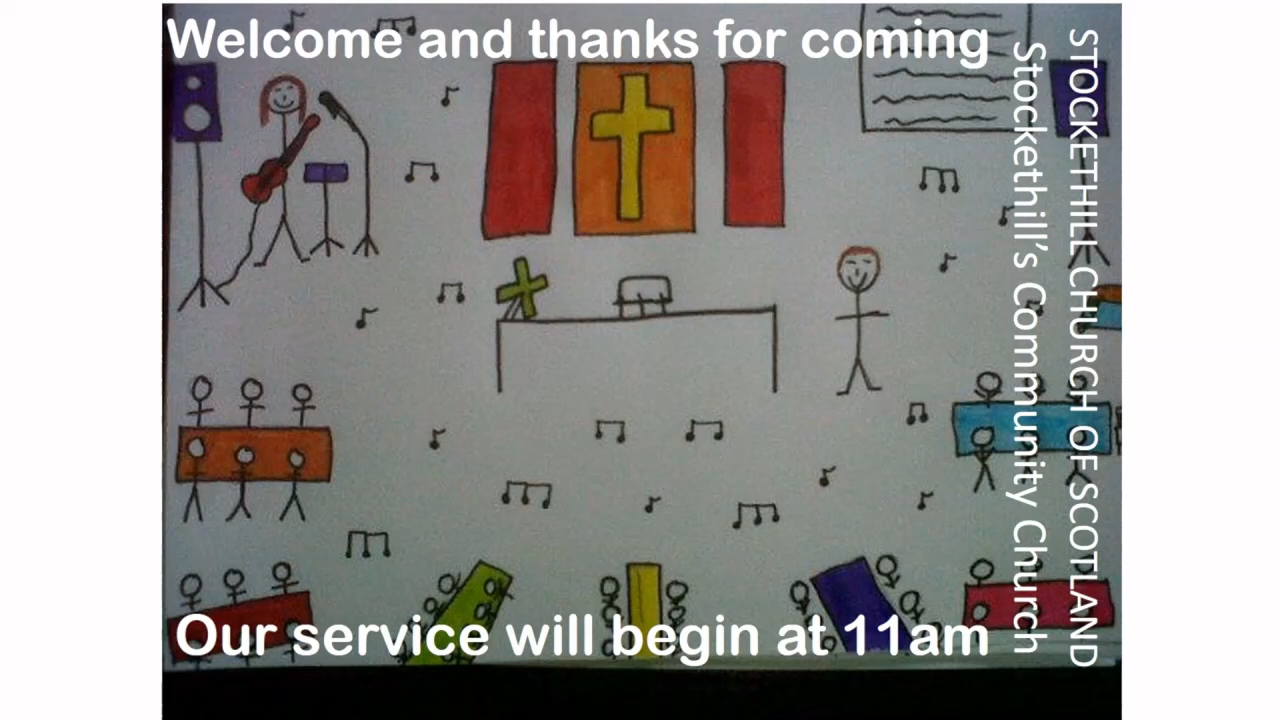 Welcome and thanks for coming
STOCKETHILL CHURCH OF SCOTLAND
Stockethill’s Community Church
Our service will begin at 11am